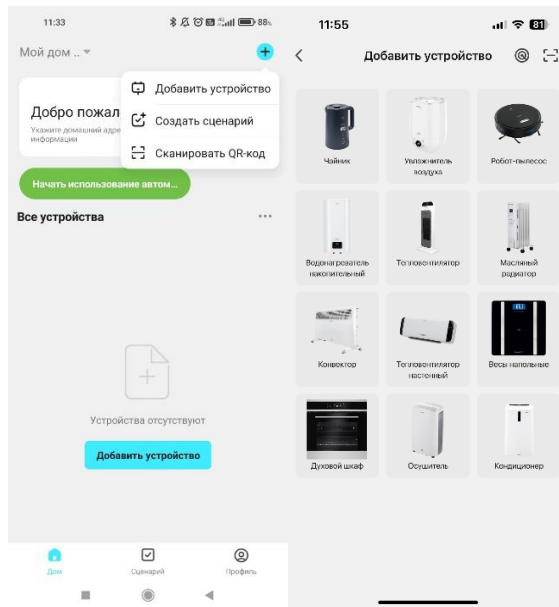 11:33
88%
Мой дом ..
Добавить устройство
Создать сценарий
Сканировать QR-код
Добро пожал
Укажите домашний адре
информации
Начать использование автом...
Все устройства
Устройства отсутствуют
Добавить устройство
Дом
Сценарий
Профиль
11:55
81
Добавить устройство
Чайник
Увлажнитель
воздуха
Робот-пылесос
Водонагреватель
накопительный
Тепловентилятор
Масляный
радиатор
Конвектор
Тепловентилятор
настенный
Весы напольные
Духовой шкаф
Осушитель
Кондиционер